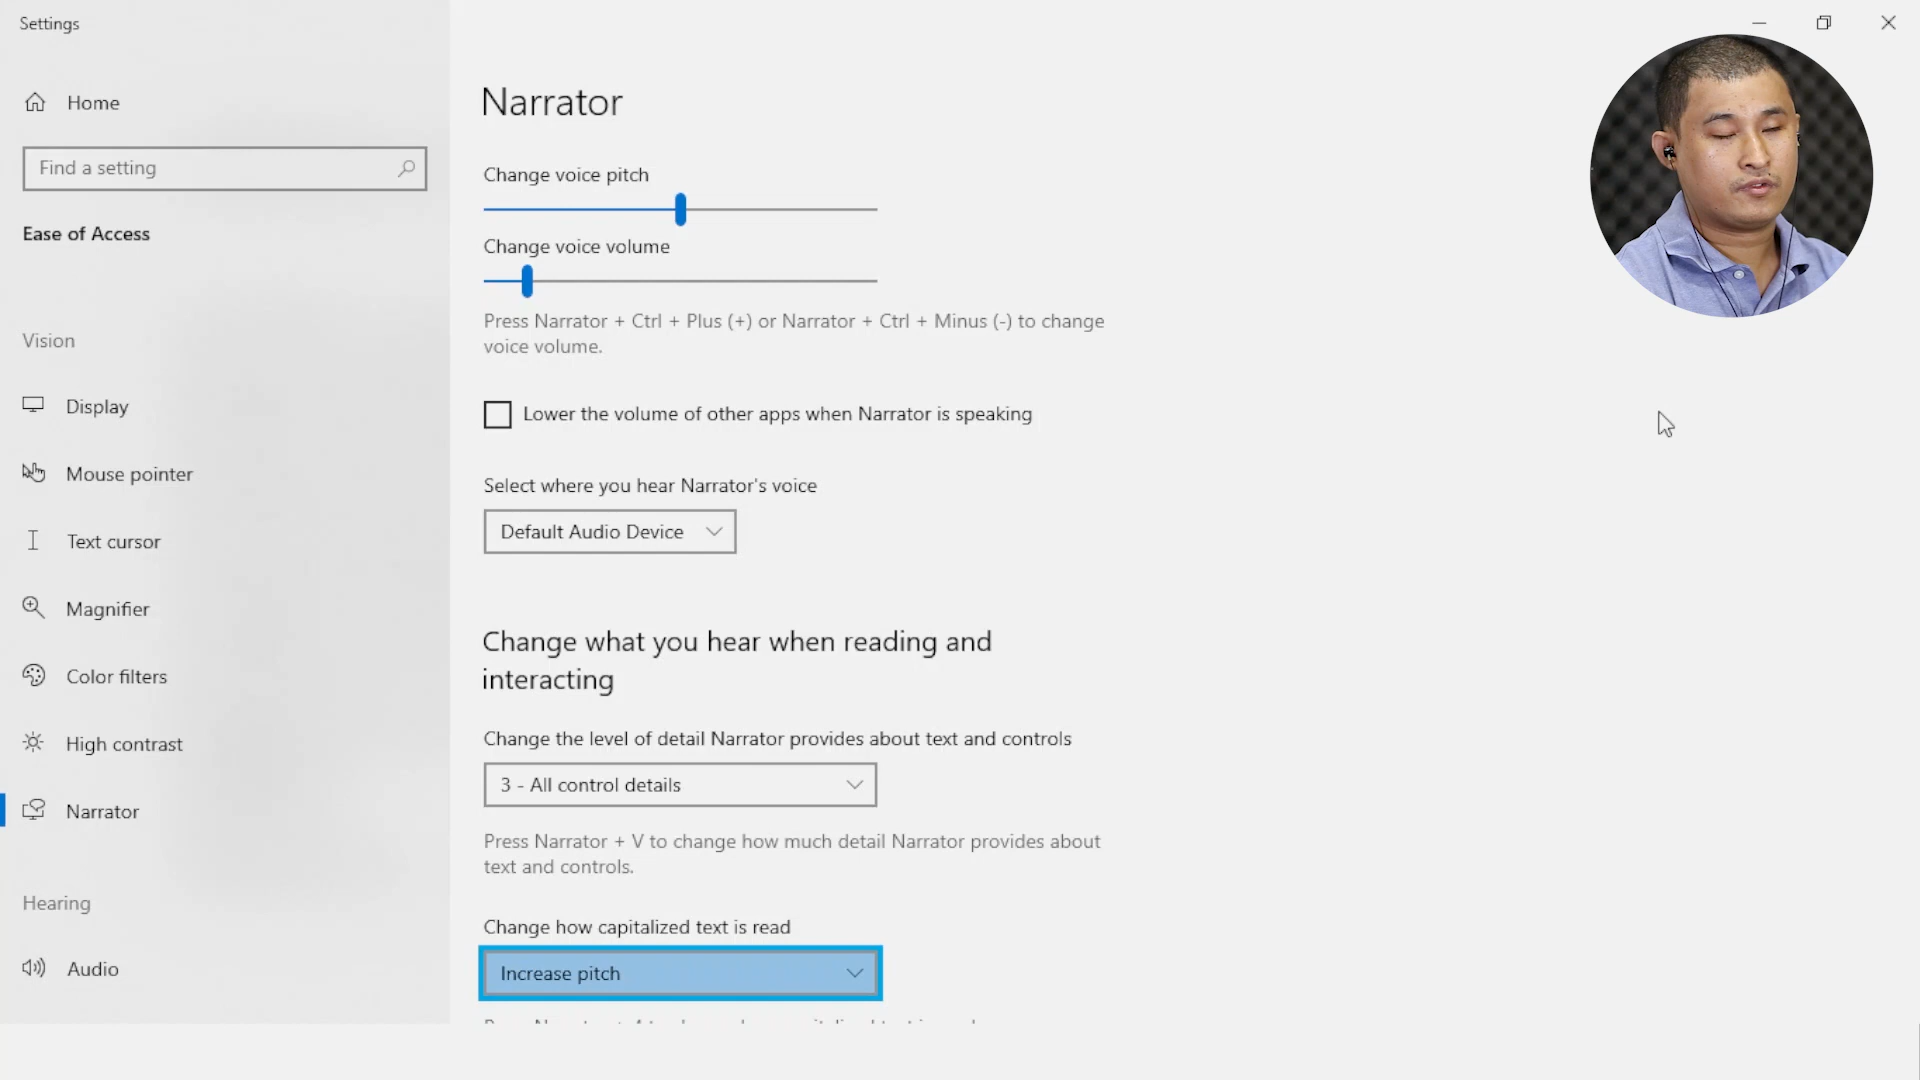 Settings
Home
Find a setting
Ease of Access
Vision
Display
Mouse pointer
Text cursor
Magnifier
Color filters
High contrast
Narrator
Hearing
Audio
Narrator
Change voice pitch
Change voice volume
Press Narrator + Ctrl + Plus (+) or Narrator + Ctrl + Minus (-) to change
voice volume.
Lower the volume of other apps when Narrator is speaking
Select where you hear Narrator's voice
Default Audio Device
Change what you hear when reading and
interacting
Change the level of detail Narrator provides about text and controls
3 - All control details
Press Narrator + V to change how much detail Narrator provides about
text and controls.
Change how capitalized text is read
Increase pitch